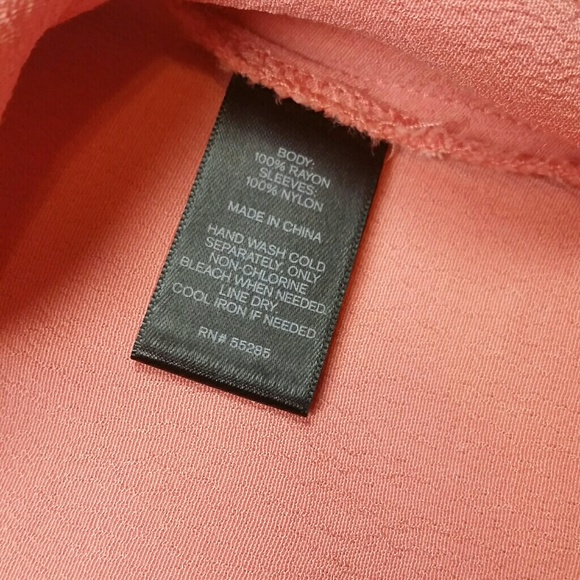 BODY:
100% RAYON
SLEEVES:
100% NYLON
MADE IN CHINA
HAND WASH COLD
SEPARATELY, ONLY
NON-CHLORINE
BLEACH WHEN NEEDED.
LINE DRY.
COOL IRON IF NEEDED
RN# 55285